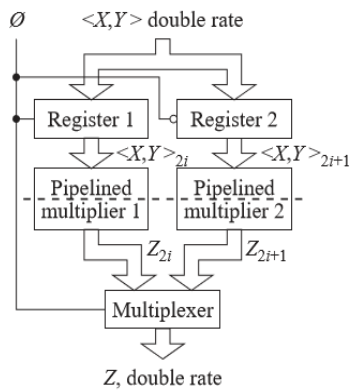 Ø <X,Y> double rate
Register 1 Register 2
<X,Y>₂ᵢ <X,Y>₂ᵢ₊₁
Pipelined Pipelined
multiplier 1 multiplier 2
Z₂ᵢ Z₂ᵢ₊₁
Multiplexer
Z, double rate